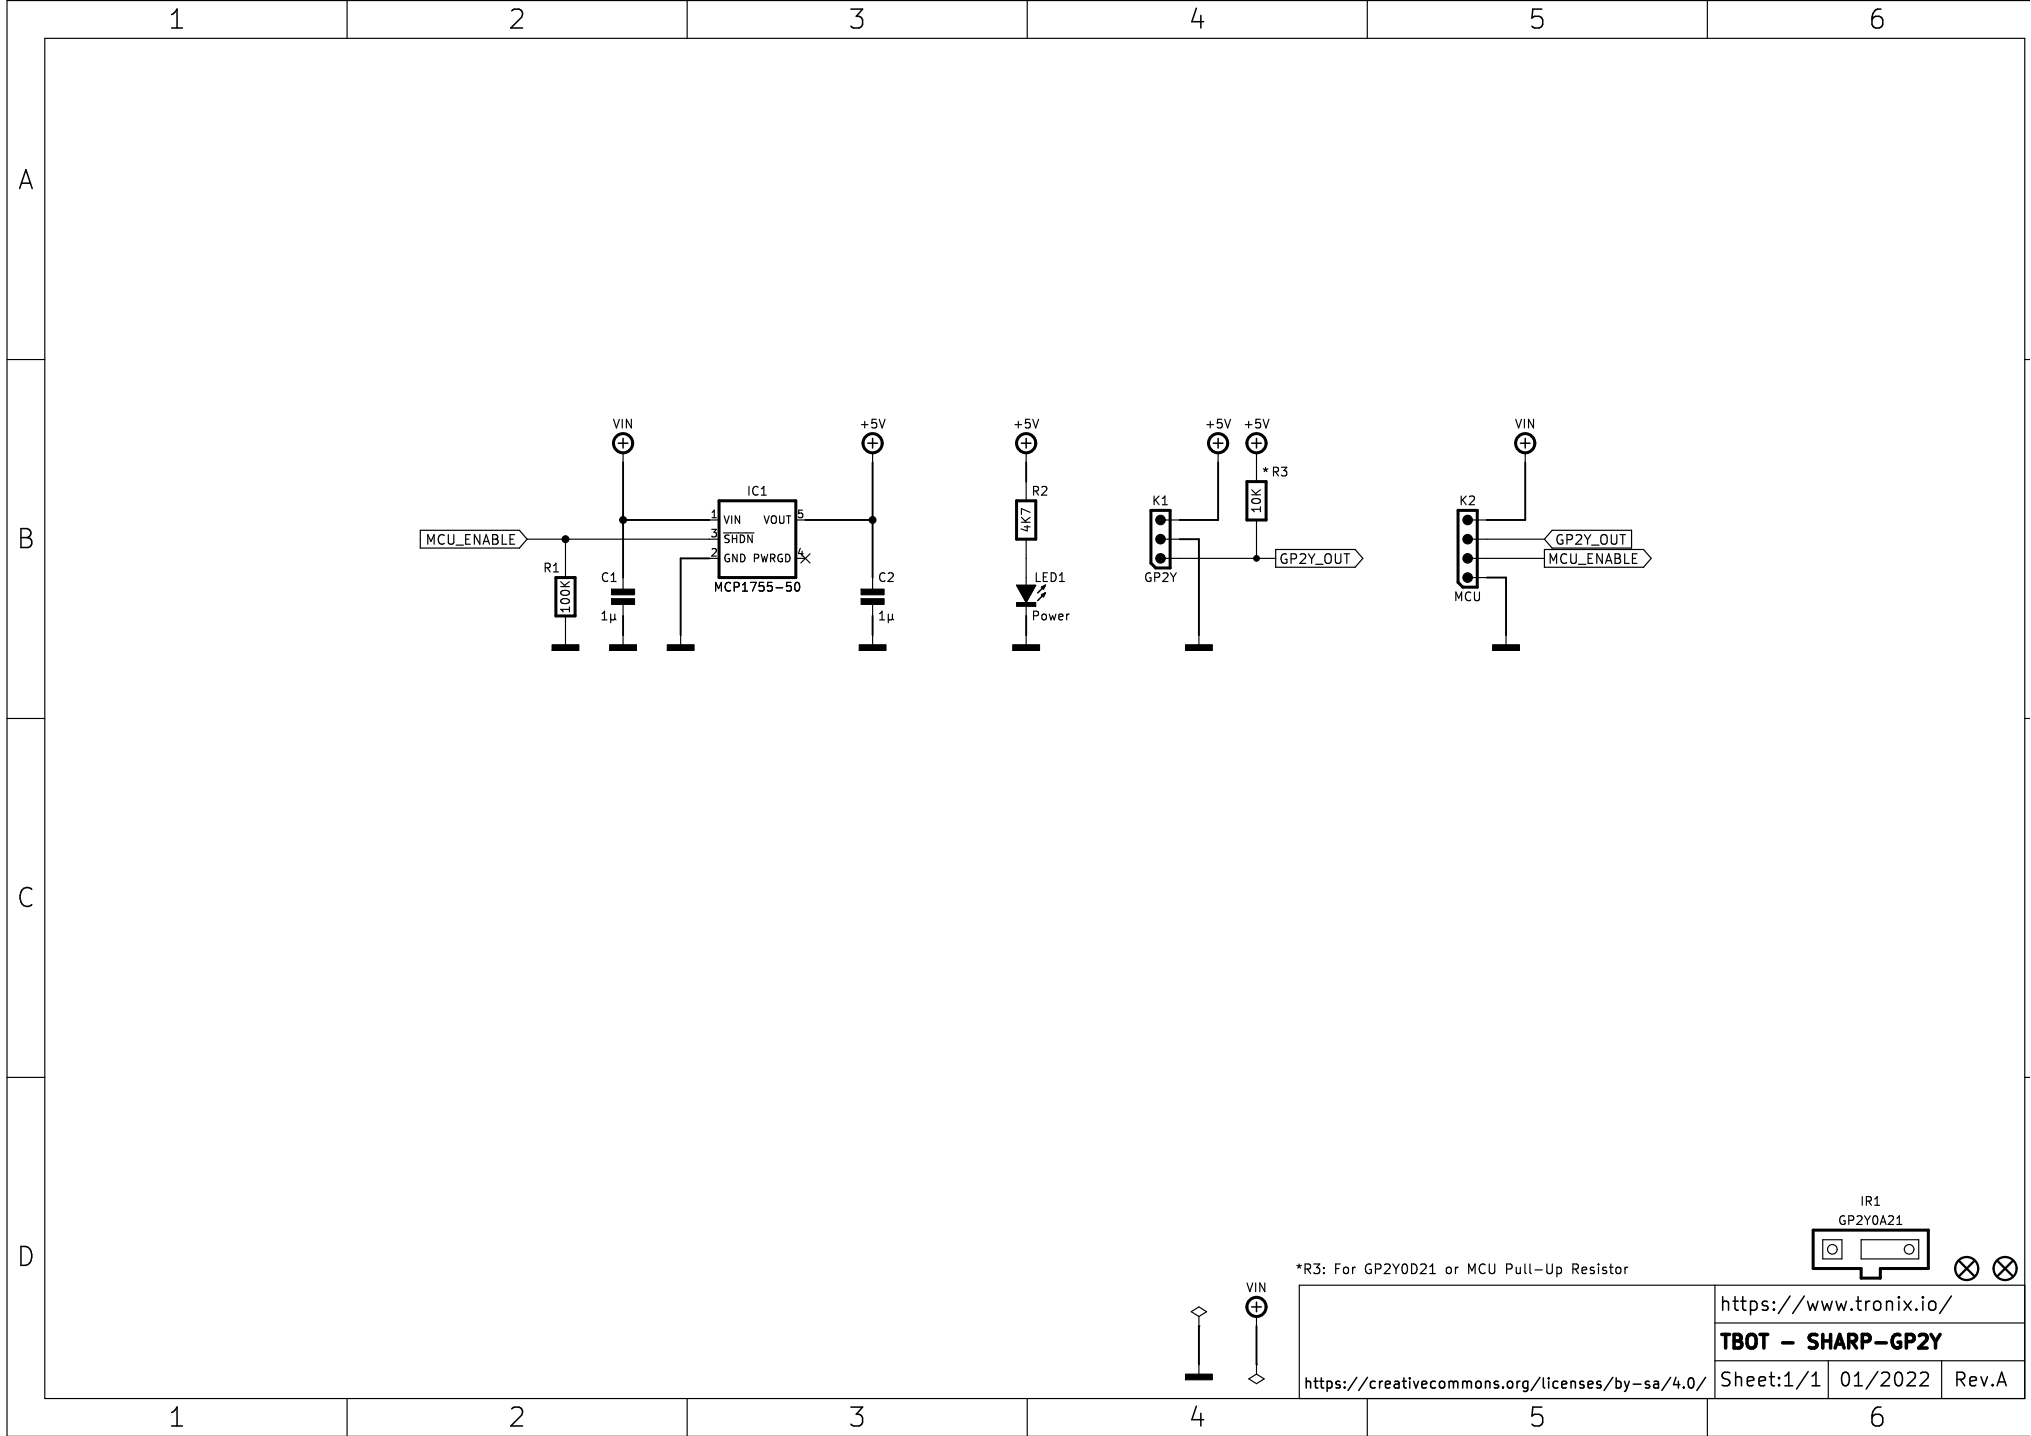 1 2 3 4 5 6
A
B
C
D
VIN
+5V
+5V
+5V +5V
VIN
IC1
1 VIN VOUT 5
3 SHDN
2 GND PWRGD 4
MCP1755-50
MCU_ENABLE
R1
100K
C1
1µ
C2
1µ
R2
4K7
LED1
Power
K1
GP2Y
*R3
10K
GP2Y_OUT
K2
MCU
GP2Y_OUT
MCU_ENABLE
IR1
GP2Y0A21
*R3: For GP2Y0D21 or MCU Pull-Up Resistor
VIN
https://creativecommons.org/licenses/by-sa/4.0/
https://www.tronix.io/
TBOT - SHARP-GP2Y
Sheet:1/1 01/2022 Rev.A
1 2 3 4 5 6